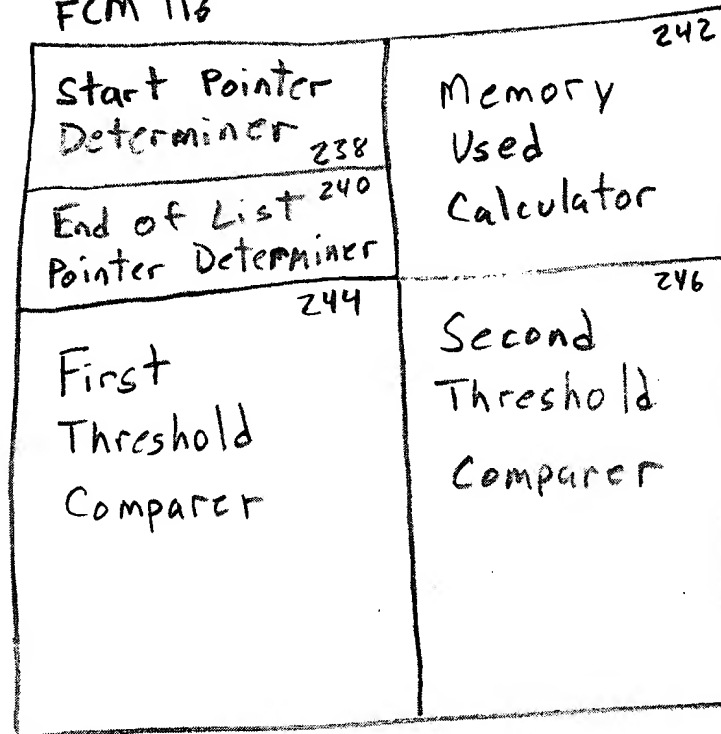 FCM 116
Start Pointer
Determiner
238
End of List 240
Pointer Determiner
242
Memory
Used
Calculator
244
First
Threshold
Comparer
246
Second
Threshold
Comparer